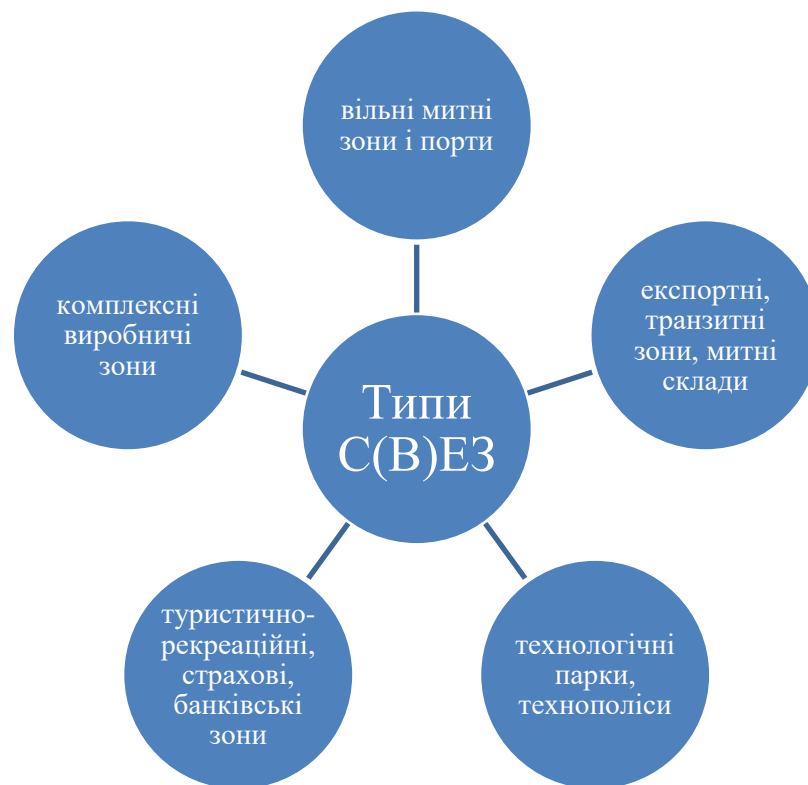 вільні митні
зони і порти
експортні,
транзитні
зони, митні
склади
технологічні
парки,
технополіси
туристично-
рекреаційні,
страхові,
банківські
зони
комплексні
виробничі
зони
Типи
С(В)ЕЗ